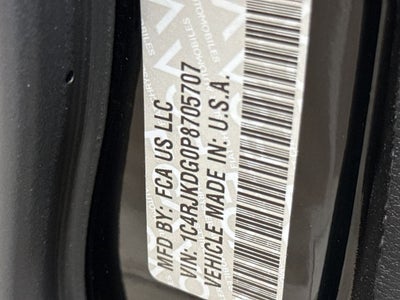 MFD BY: FCA US LLC
VIN: 1C4RJKDG0P8705707
VEHICLE MADE IN: U.S.A.